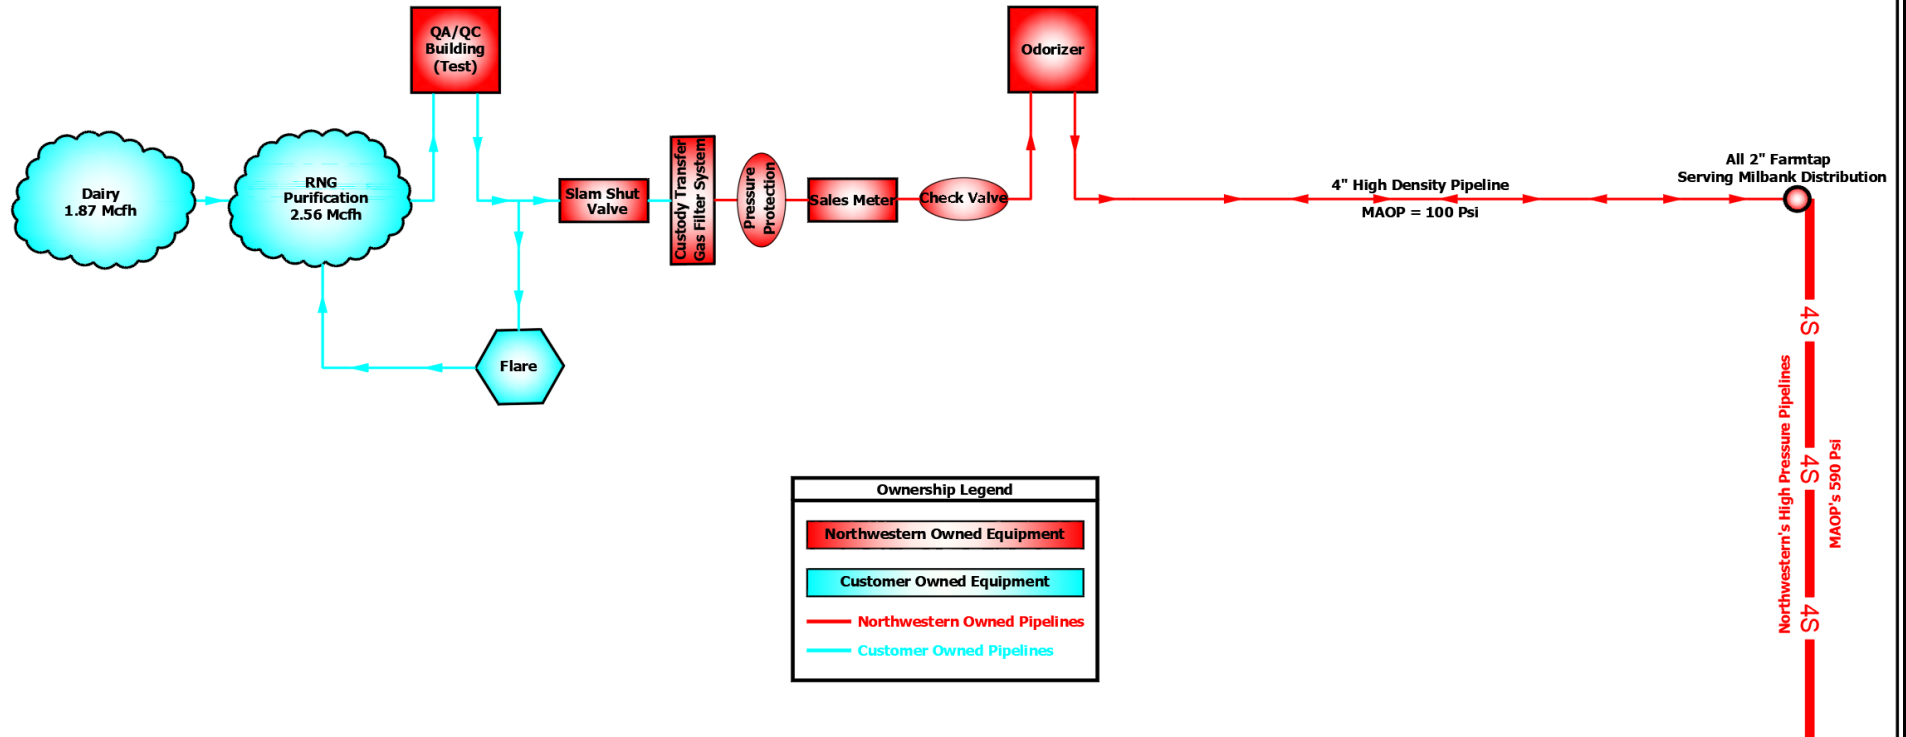 QA/QC
Building
(Test)
Odorizer
Dairy
1.87 Mcfh
RNG
Purification
2.56 Mcfh
Slam Shut
Valve
Custody Transfer
Gas Filter System
Pressure
Protection
Sales Meter
Check Valve
4" High Density Pipeline
MAOP = 100 Psi
All 2" Farmtap
Serving Milbank Distribution
Flare
4S
4S
4S
Northwestern's High Pressure Pipelines
MAOP's 590 Psi
Ownership Legend
Northwestern Owned Equipment
Customer Owned Equipment
Northwestern Owned Pipelines
Customer Owned Pipelines